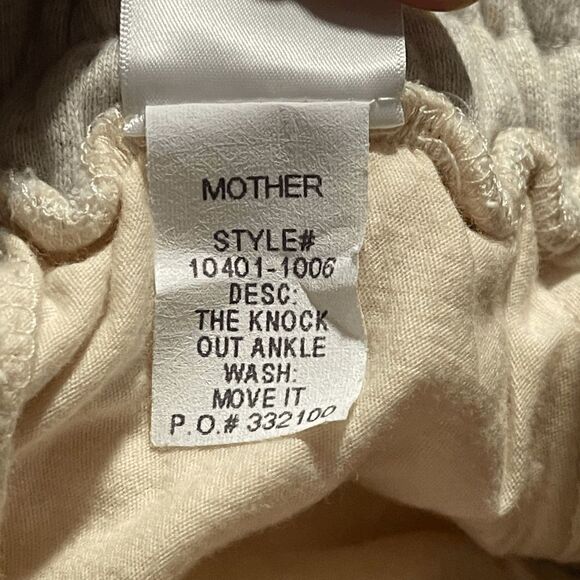 MOTHER
STYLE#
10401-1006
DESC:
THE KNOCK
OUT ANKLE
WASH:
MOVE IT
P.O.# 332100